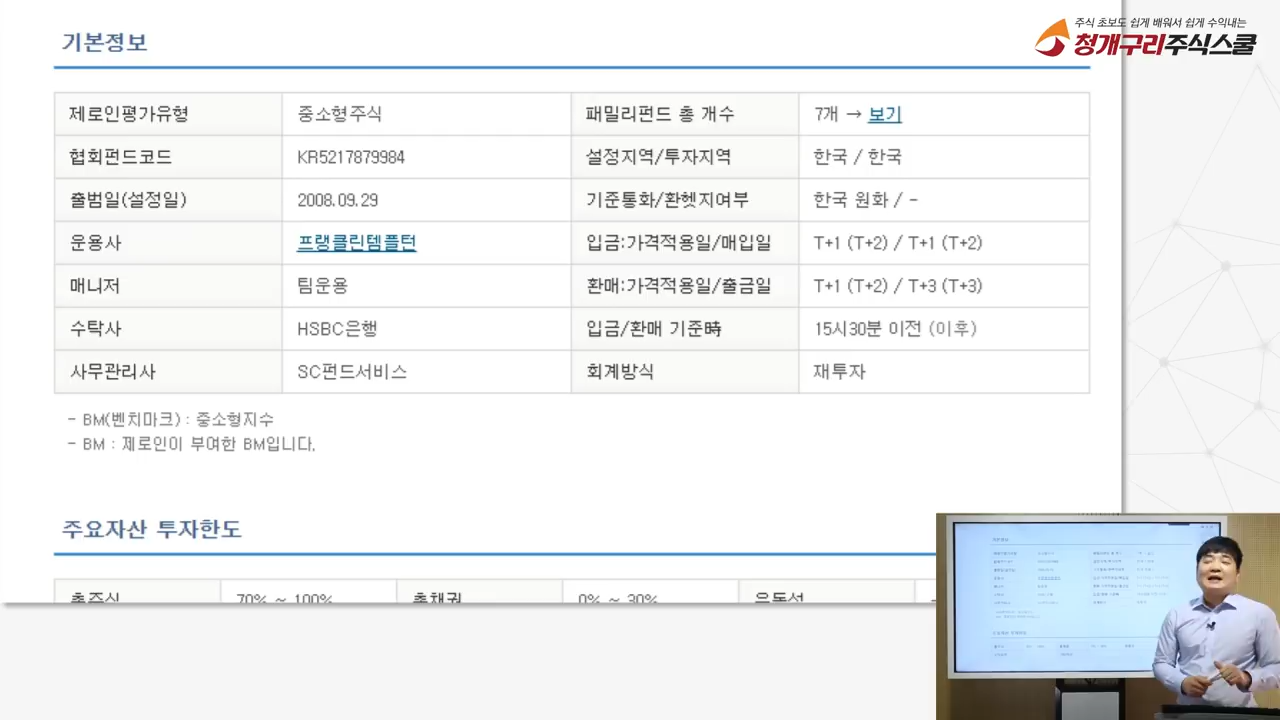 주식 초보도 쉽게 배워서 쉽게 수익내는
청개구리주식스쿨
기본정보
제로인평가유형 중소형주식 패밀리펀드 총 개수 7개 → 보기
협회펀드코드 KR5217879984 설정지역/투자지역 한국 / 한국
출범일(설정일) 2008.09.29 기준통화/환헷지여부 한국 원화 / -
운용사 프랭클린템플턴 입금:가격적용일/매입일 T+1 (T+2) / T+1 (T+2)
매니저 팀운용 환매:가격적용일/출금일 T+1 (T+2) / T+3 (T+3)
수탁사 HSBC은행 입금/환매 기준時 15시30분 이전 (이후)
사무관리사 SC펀드서비스 회계방식 재투자
- BM(벤치마크) : 중소형지수
- BM : 제로인이 부여한 BM입니다.
주요자산 투자한도
총주식 70% ~ 100% 0% ~ 30% 유동성